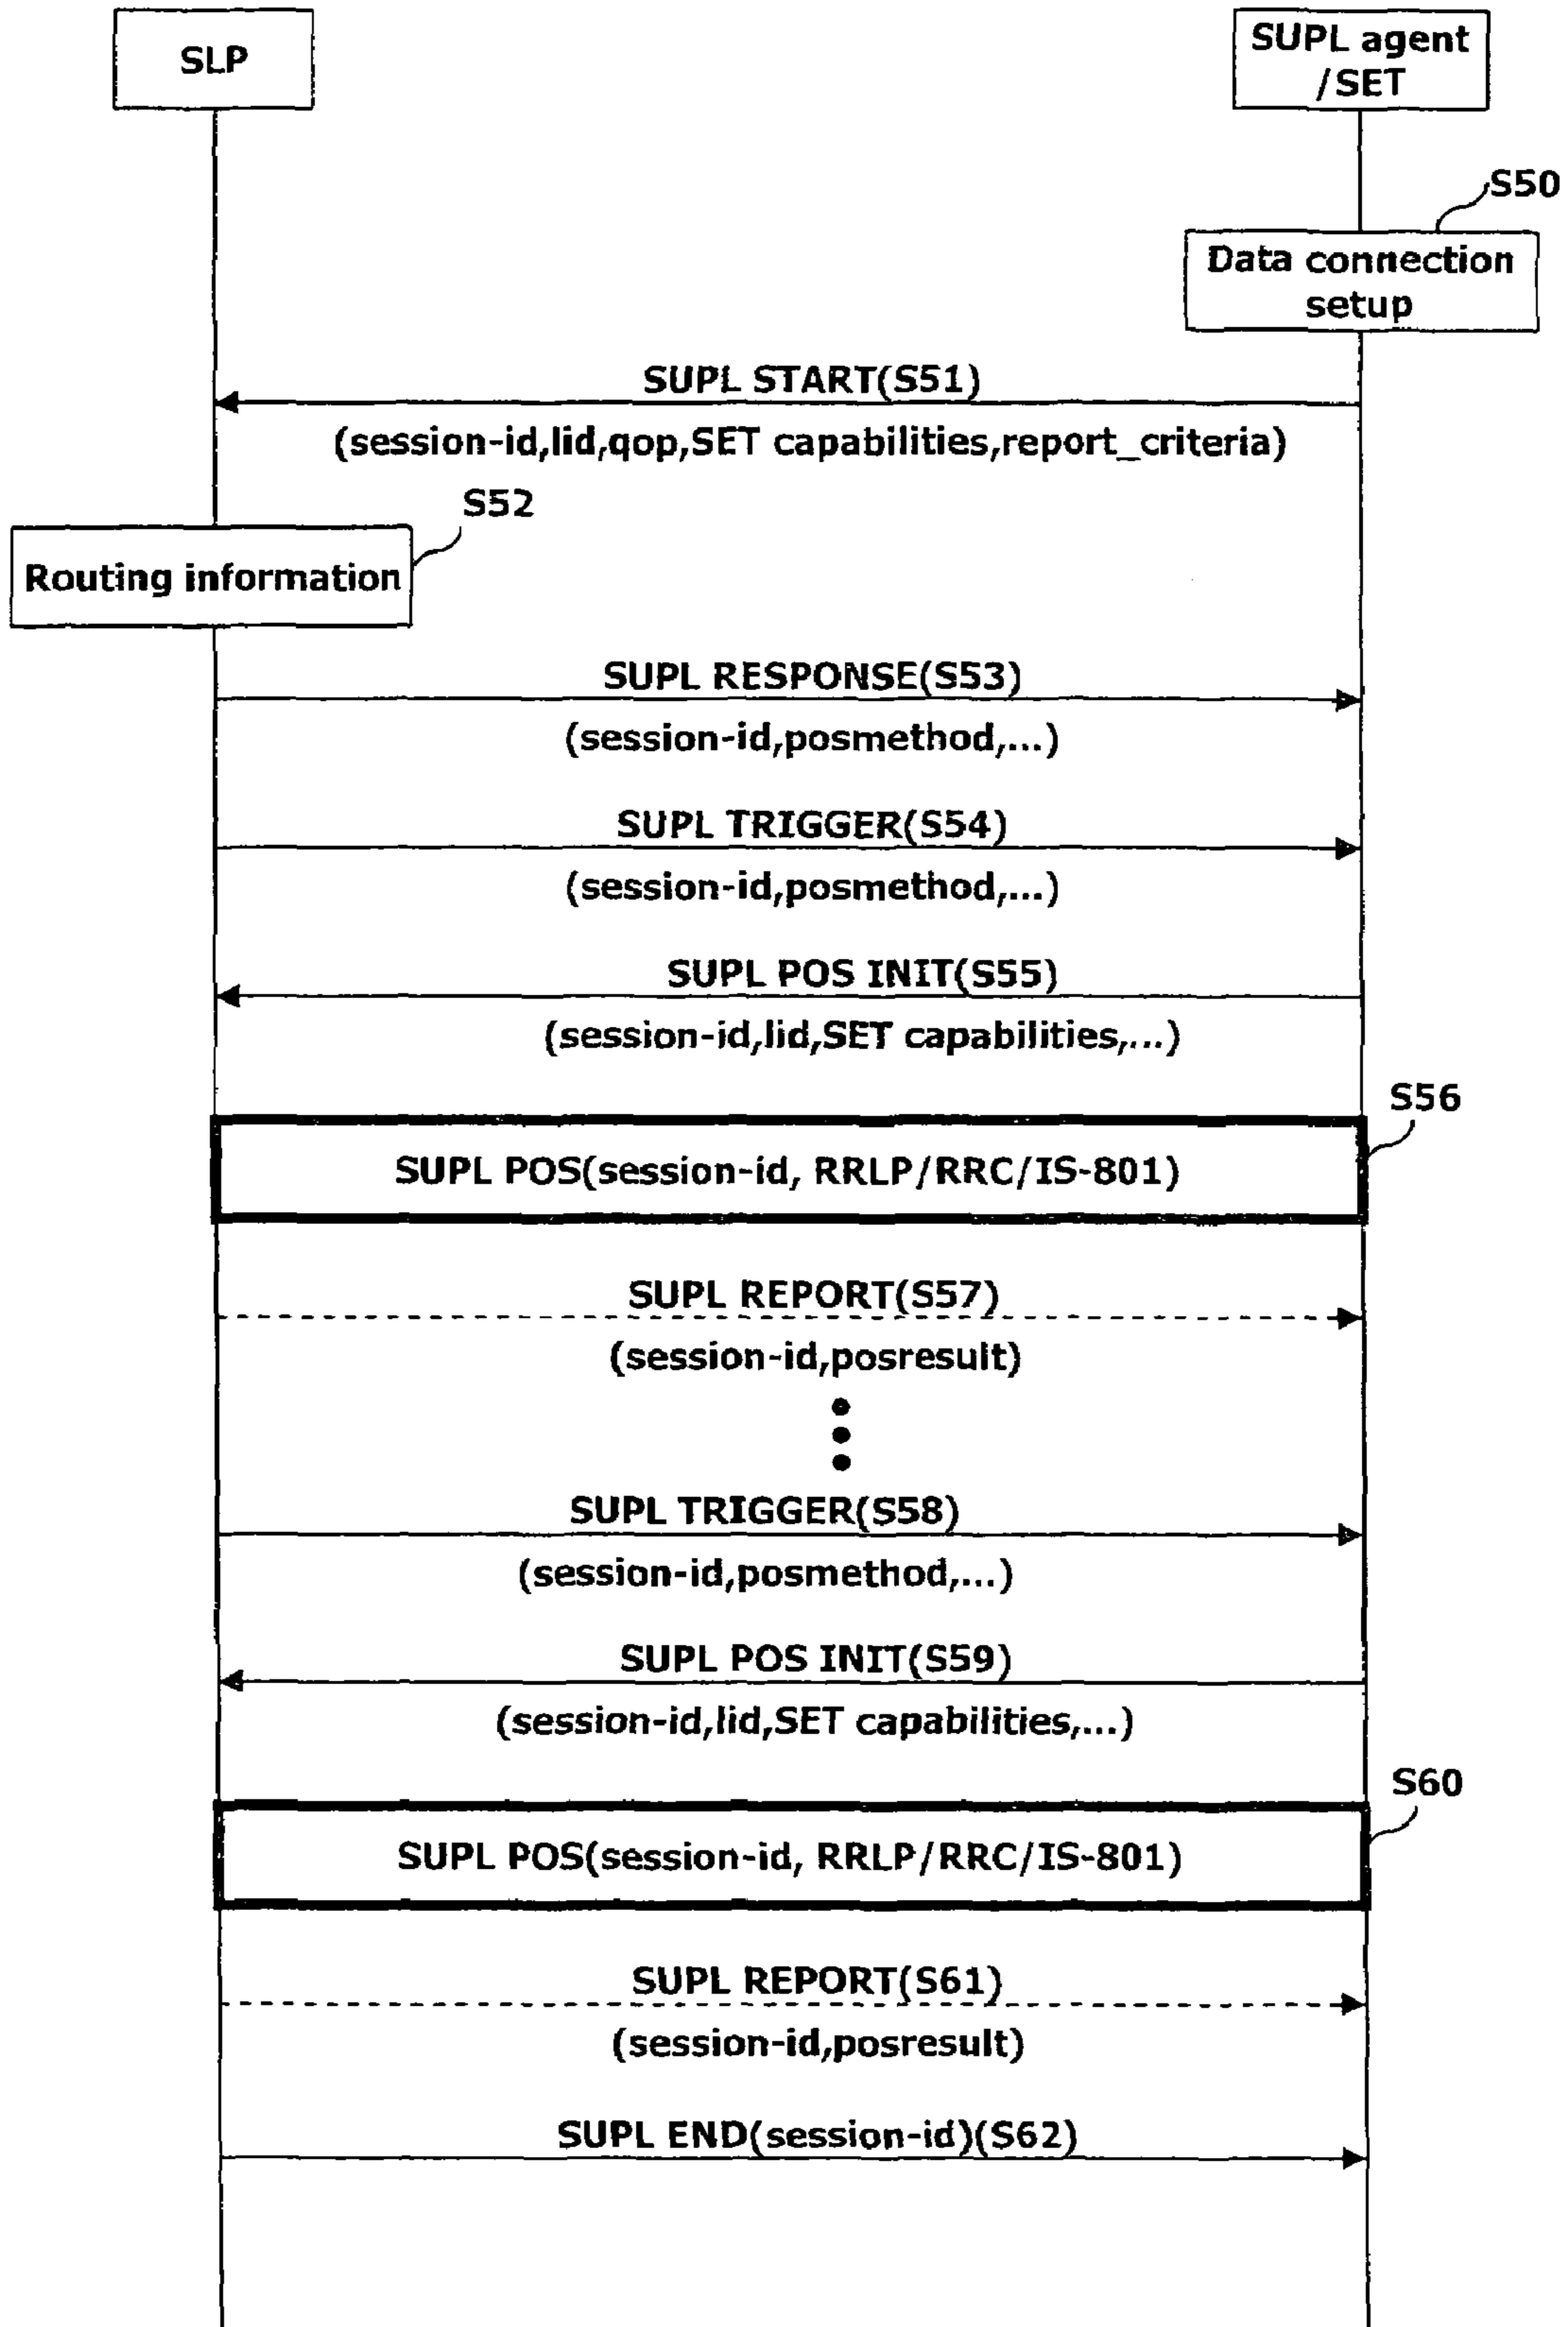 SLP
SUPL agent
/SET
S50
Data connection
setup
SUPL START(S51)
(session-id,lid,qop,SET capabilities,report_criteria)
S52
Routing information
SUPL RESPONSE(S53)
(session-id,posmethod,...)
SUPL TRIGGER(S54)
(session-id,posmethod,...)
SUPL POS INIT(S55)
(session-id,lid,SET capabilities,...)
S56
SUPL POS(session-id, RRLP/RRC/IS-801)
SUPL REPORT(S57)
(session-id,posresult)
SUPL TRIGGER(S58)
(session-id,posmethod,...)
SUPL POS INIT(S59)
(session-id,lid,SET capabilities,...)
S60
SUPL POS(session-id, RRLP/RRC/IS-801)
SUPL REPORT(S61)
(session-id,posresult)
SUPL END(session-id)(S62)